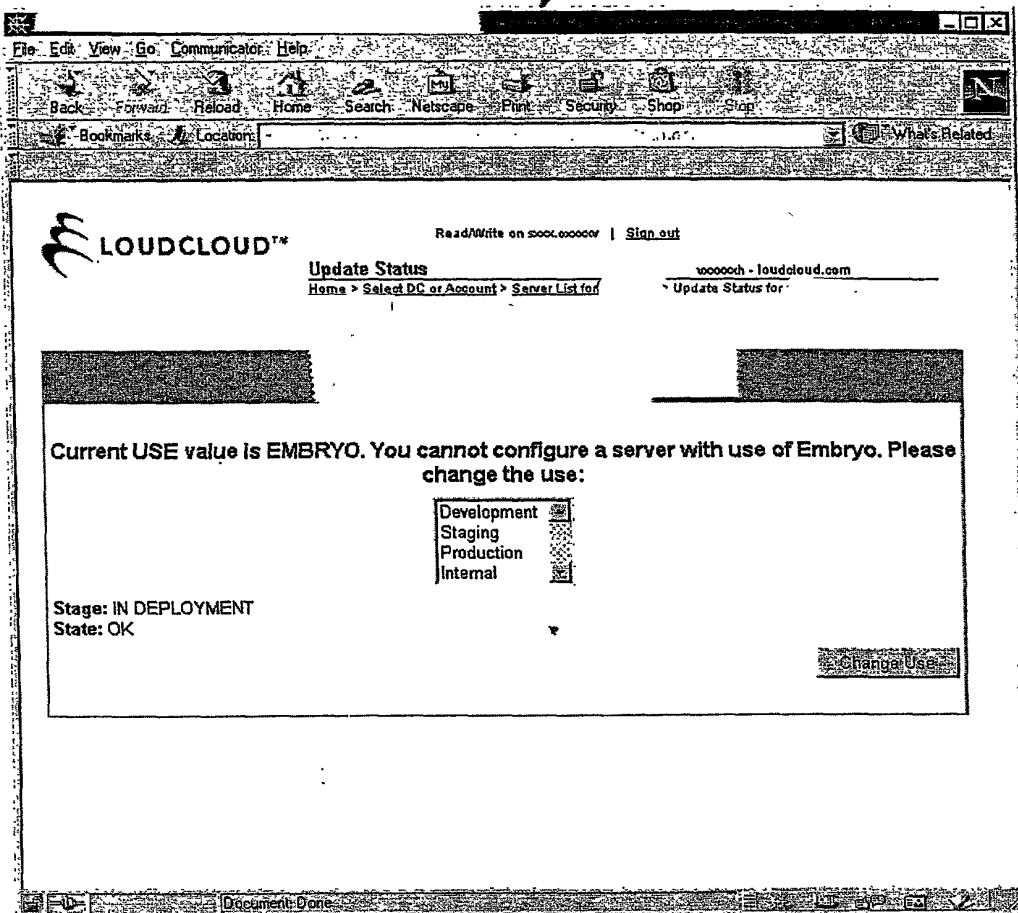 File Edit View Go Communicator Help
Back Forward Reload Home Search Netscape Print Security Shop Stop
Bookmarks Location: What's Related
LOUDCLOUD™
Read/Write on | Sign out
Update Status - loudcloud.com
Home > Select DC or Account > Server List for Update Status for
Current USE value is EMBRYO. You cannot configure a server with use of Embryo. Please
change the use:
Development
Staging
Production
Internal
Stage: IN DEPLOYMENT
State: OK
Change Use
Document: Done